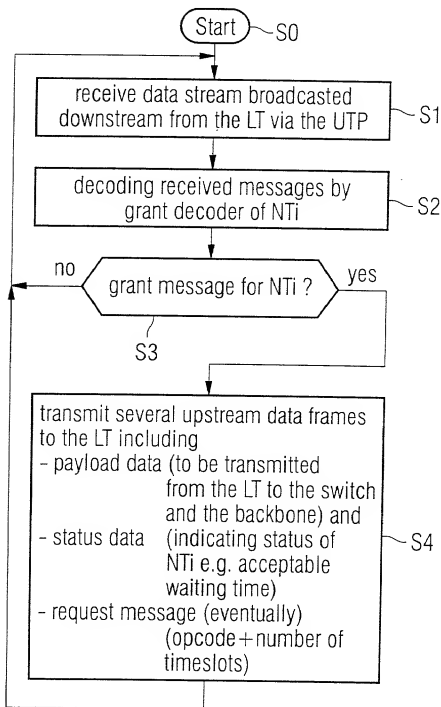 Start
S0
receive data stream broadcasted
downstream from the LT via the UTP
S1
decoding received messages by
grant decoder of NTi
S2
no
grant message for NTi ?
yes
S3
transmit several upstream data frames
to the LT including
- payload data (to be transmitted
from the LT to the switch
and the backbone) and
- status data (indicating status of
NTi e.g. acceptable
waiting time)
- request message (eventually)
(opcode+number of
timeslots)
S4